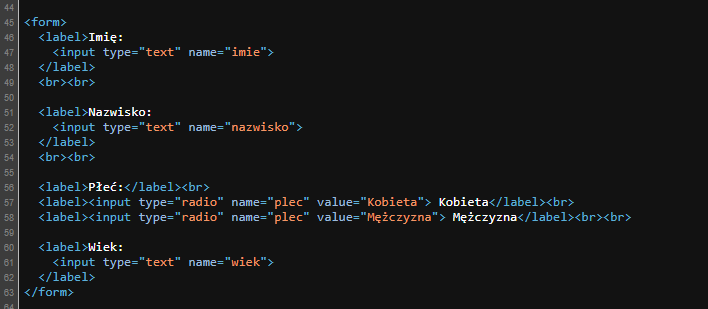 44
45 <form>
46 <label>Imię:
47 <input type="text" name="imie">
48 </label>
49 <br><br>
50
51 <label>Nazwisko:
52 <input type="text" name="nazwisko">
53 </label>
54 <br><br>
55
56 <label>Płeć:</label><br>
57 <label><input type="radio" name="plec" value="Kobieta"> Kobieta</label><br>
58 <label><input type="radio" name="plec" value="Mężczyzna"> Mężczyzna</label><br><br>
59
60 <label>Wiek:
61 <input type="text" name="wiek">
62 </label>
63 </form>
64